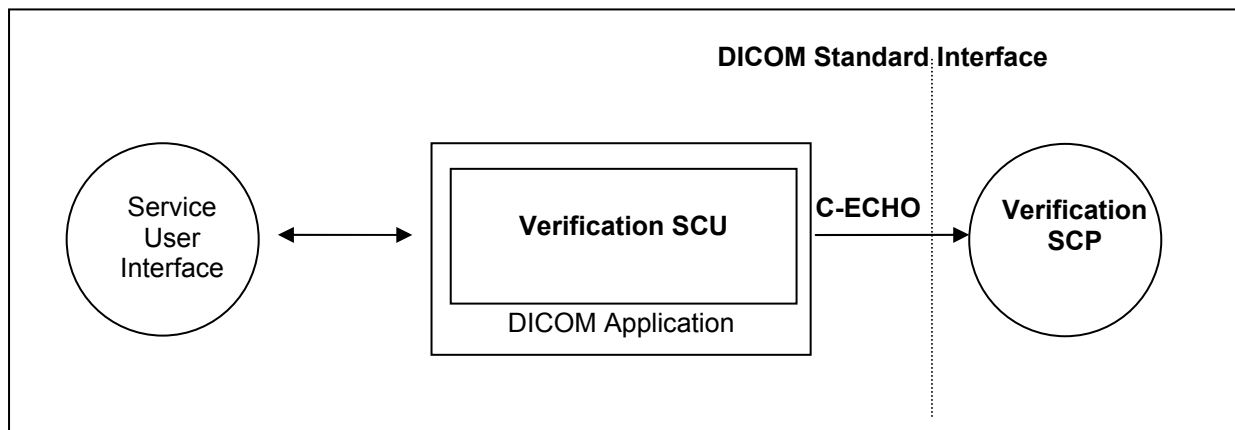 DICOM Standard Interface
Service
User
Interface
Verification SCU
DICOM Application
C-ECHO
Verification
SCP